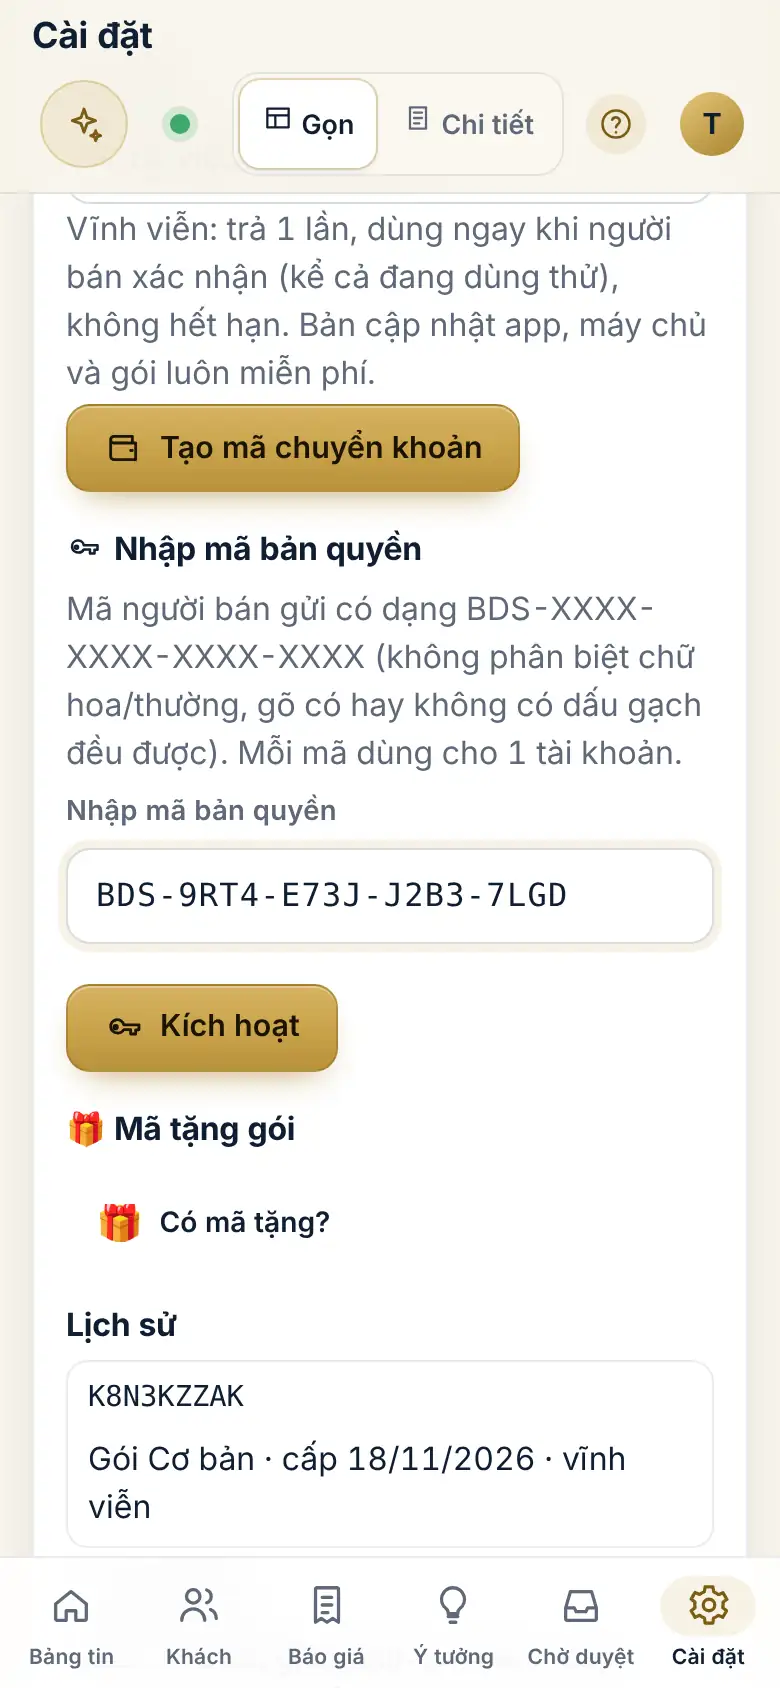 Cài đặt
Gọn
Chi tiết
T
Vĩnh viễn: trả 1 lần, dùng ngay khi người
bán xác nhận (kể cả đang dùng thử),
không hết hạn. Bản cập nhật app, máy chủ
và gói luôn miễn phí.
Tạo mã chuyển khoản
Nhập mã bản quyền
Mã người bán gửi có dạng BDS-XXXX-
XXXX-XXXX-XXXX (không phân biệt chữ
hoa/thường, gõ có hay không có dấu gạch
đều được). Mỗi mã dùng cho 1 tài khoản.
Nhập mã bản quyền
BDS-9RT4-E73J-J2B3-7LGD
Kích hoạt
🎁 Mã tặng gói
🎁 Có mã tặng?
Lịch sử
K8N3KZZAK
Gói Cơ bản · cấp 18/11/2026 · vĩnh
viễn
Bảng tin
Khách
Báo giá
Ý tưởng
Chờ duyệt
Cài đặt